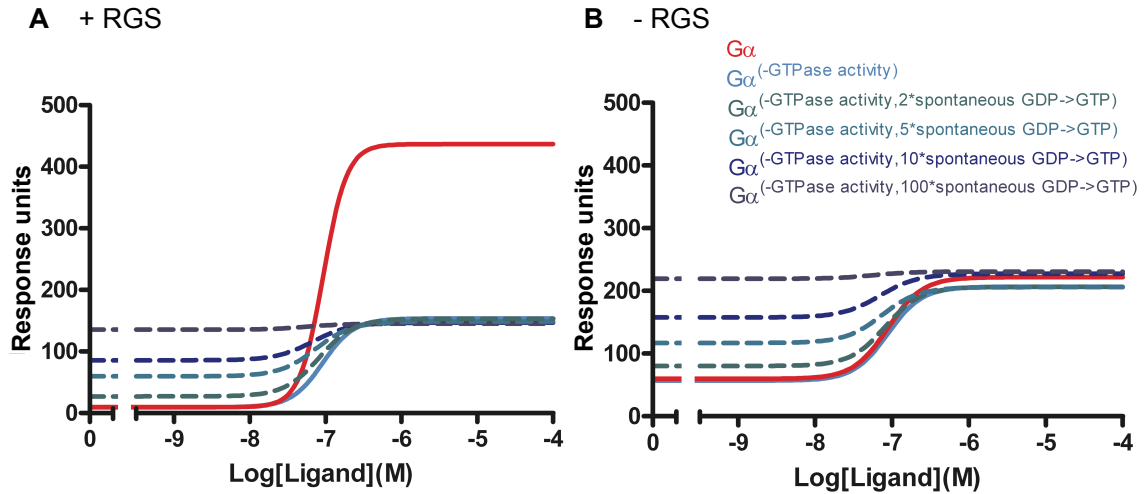 A + RGS
500
400
300
200
100
0
Response units
0 -9 -8 -7 -6 -5 -4
Log[Ligand](M)
B - RGS
Gα
Gα(-GTPase activity)
Gα(-GTPase activity,2*spontaneous GDP->GTP)
Gα(-GTPase activity,5*spontaneous GDP->GTP)
Gα(-GTPase activity,10*spontaneous GDP->GTP)
Gα(-GTPase activity,100*spontaneous GDP->GTP)
500
400
300
200
100
0
Response units
0 -9 -8 -7 -6 -5 -4
Log[Ligand](M)